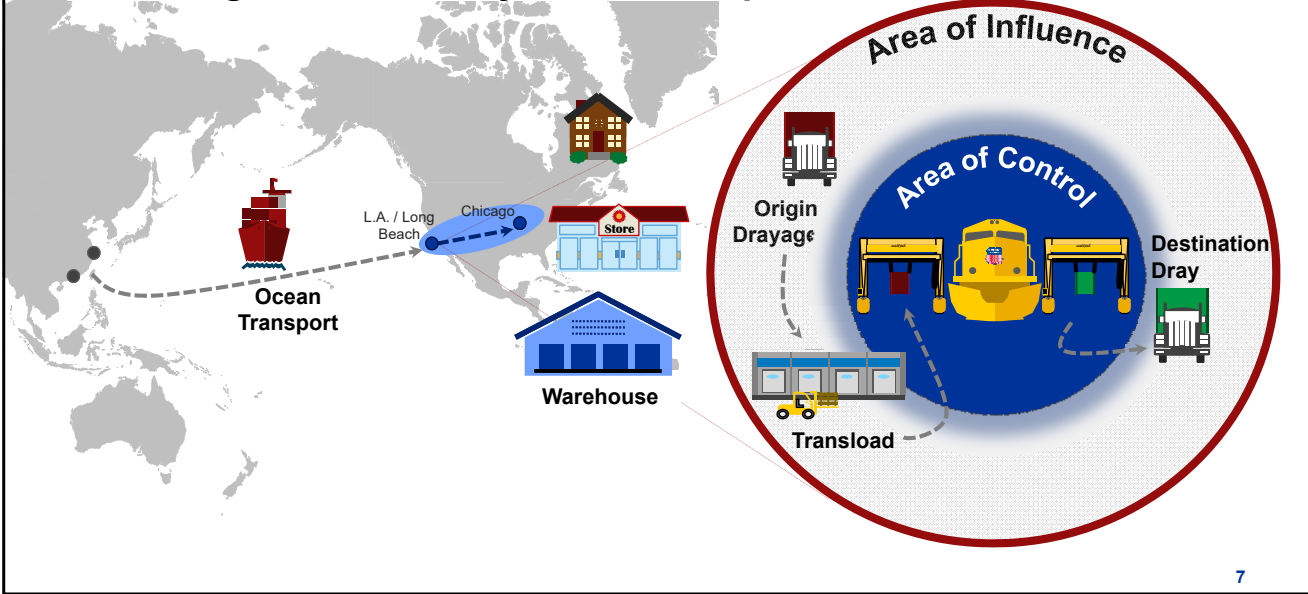 Area of Influence
Area of Control
Origin
Drayage
Destination
Dray
Transload
L.A. / Long
Beach
Chicago
Store
Ocean
Transport
Warehouse
7